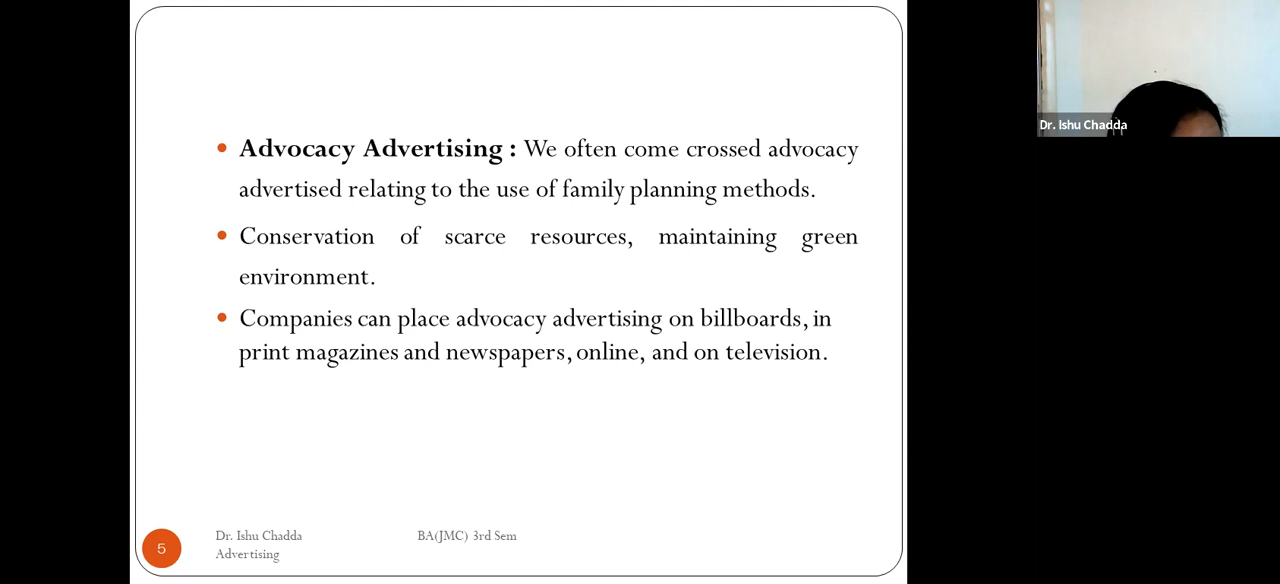 Advocacy Advertising : We often come crossed advocacy
advertised relating to the use of family planning methods.
Conservation of scarce resources, maintaining green
environment.
Companies can place advocacy advertising on billboards, in
print magazines and newspapers, online, and on television.
5
Dr. Ishu Chadda
Advertising
BA(JMC) 3rd Sem
Dr. Ishu Chadda